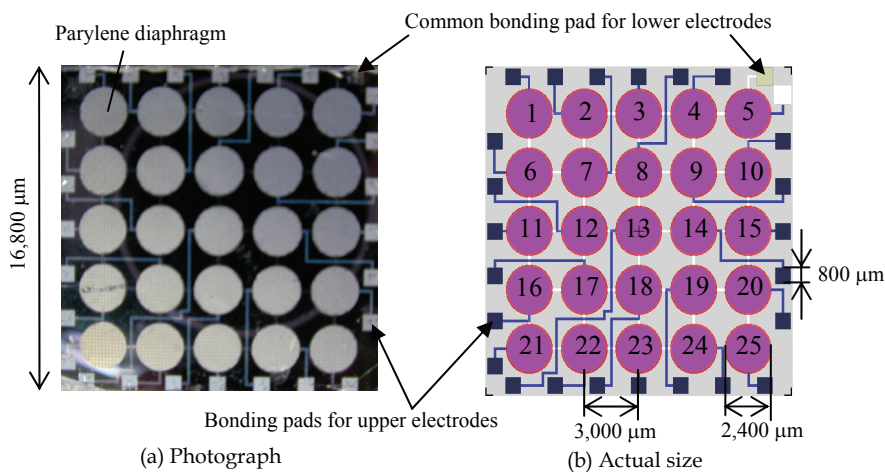 Parylene diaphragm
Common bonding pad for lower electrodes
16,800 μm
1 2 3 4 5
6 7 8 9 10
11 12 13 14 15
16 17 18 19 20
21 22 23 24 25
800 μm
Bonding pads for upper electrodes
3,000 μm
2,400 μm
(a) Photograph
(b) Actual size